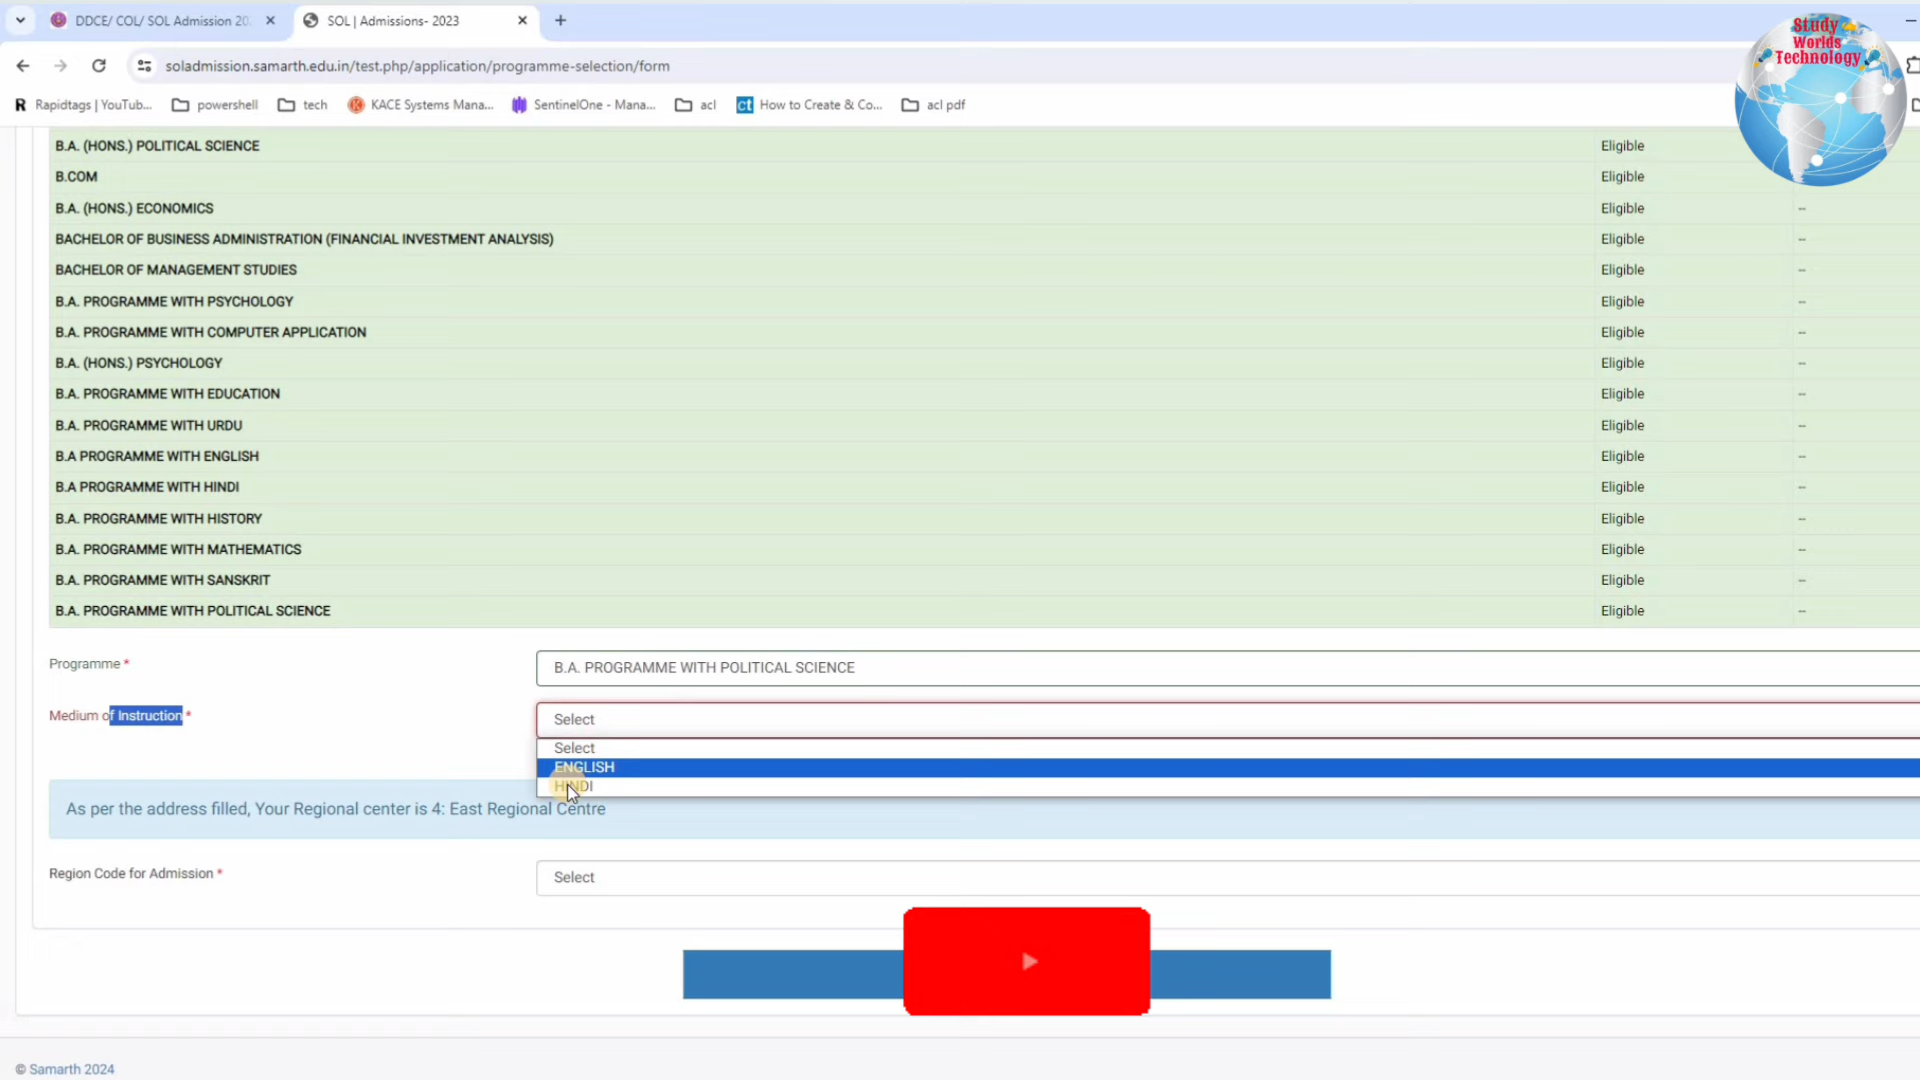 DDCE/ COL/ SOL Admission 20
SOL | Admissions- 2023
soladmission.samarth.edu.in/test.php/application/programme-selection/form
Study
Worlds
Technology
R Rapidtags | YouTub...
powershell
tech
KACE Systems Mana...
SentinelOne - Mana...
acl
ct How to Create & Co...
acl pdf
B.A. (HONS.) POLITICAL SCIENCE Eligible
B.COM Eligible
B.A. (HONS.) ECONOMICS Eligible --
BACHELOR OF BUSINESS ADMINISTRATION (FINANCIAL INVESTMENT ANALYSIS) Eligible --
BACHELOR OF MANAGEMENT STUDIES Eligible --
B.A. PROGRAMME WITH PSYCHOLOGY Eligible --
B.A. PROGRAMME WITH COMPUTER APPLICATION Eligible --
B.A. (HONS.) PSYCHOLOGY Eligible --
B.A. PROGRAMME WITH EDUCATION Eligible --
B.A. PROGRAMME WITH URDU Eligible --
B.A PROGRAMME WITH ENGLISH Eligible --
B.A PROGRAMME WITH HINDI Eligible --
B.A. PROGRAMME WITH HISTORY Eligible --
B.A. PROGRAMME WITH MATHEMATICS Eligible --
B.A. PROGRAMME WITH SANSKRIT Eligible --
B.A. PROGRAMME WITH POLITICAL SCIENCE Eligible --
Programme * B.A. PROGRAMME WITH POLITICAL SCIENCE
Medium of Instruction * Select
Select
ENGLISH
HINDI
As per the address filled, Your Regional center is 4: East Regional Centre
Region Code for Admission * Select
© Samarth 2024